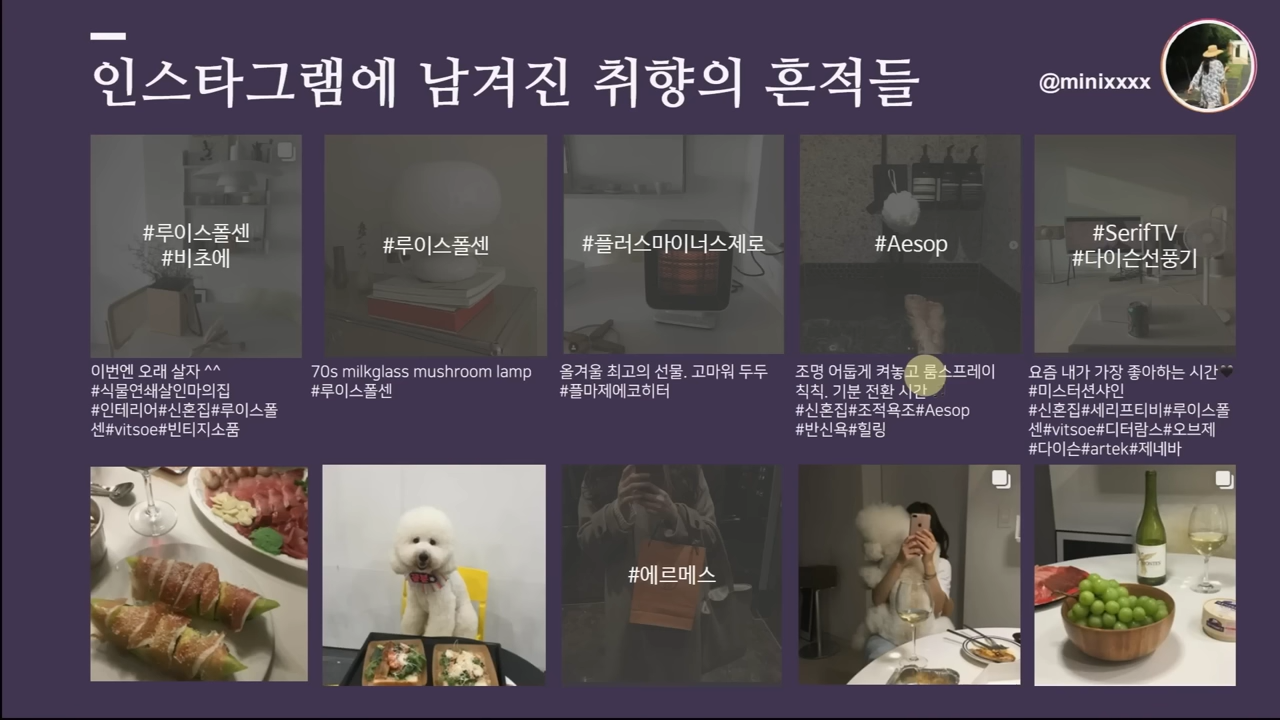 인스타그램에 남겨진 취향의 흔적들
@minixxxx
#루이스폴센
#비초에
#루이스폴센
#플러스마이너스제로
#Aesop
#SerifTV
#다이슨선풍기
이번엔 오래 살자 ^^
#식물연쇄살인마의집
#인테리어#신혼집#루이스폴
센#vitsoe#빈티지소품
70s milkglass mushroom lamp
#루이스폴센
올겨울 최고의 선물. 고마워 두두
#플마제에코히터
조명 어둡게 켜놓고 룸스프레이
칙칙. 기분 전환 시간
#신혼집#조적욕조#Aesop
#반신욕#힐링
요즘 내가 가장 좋아하는 시간🖤
#미스터션샤인
#신혼집#세리프티비#루이스폴
센#vitsoe#디터람스#오브제
#다이슨#artek#제네바
#에르메스